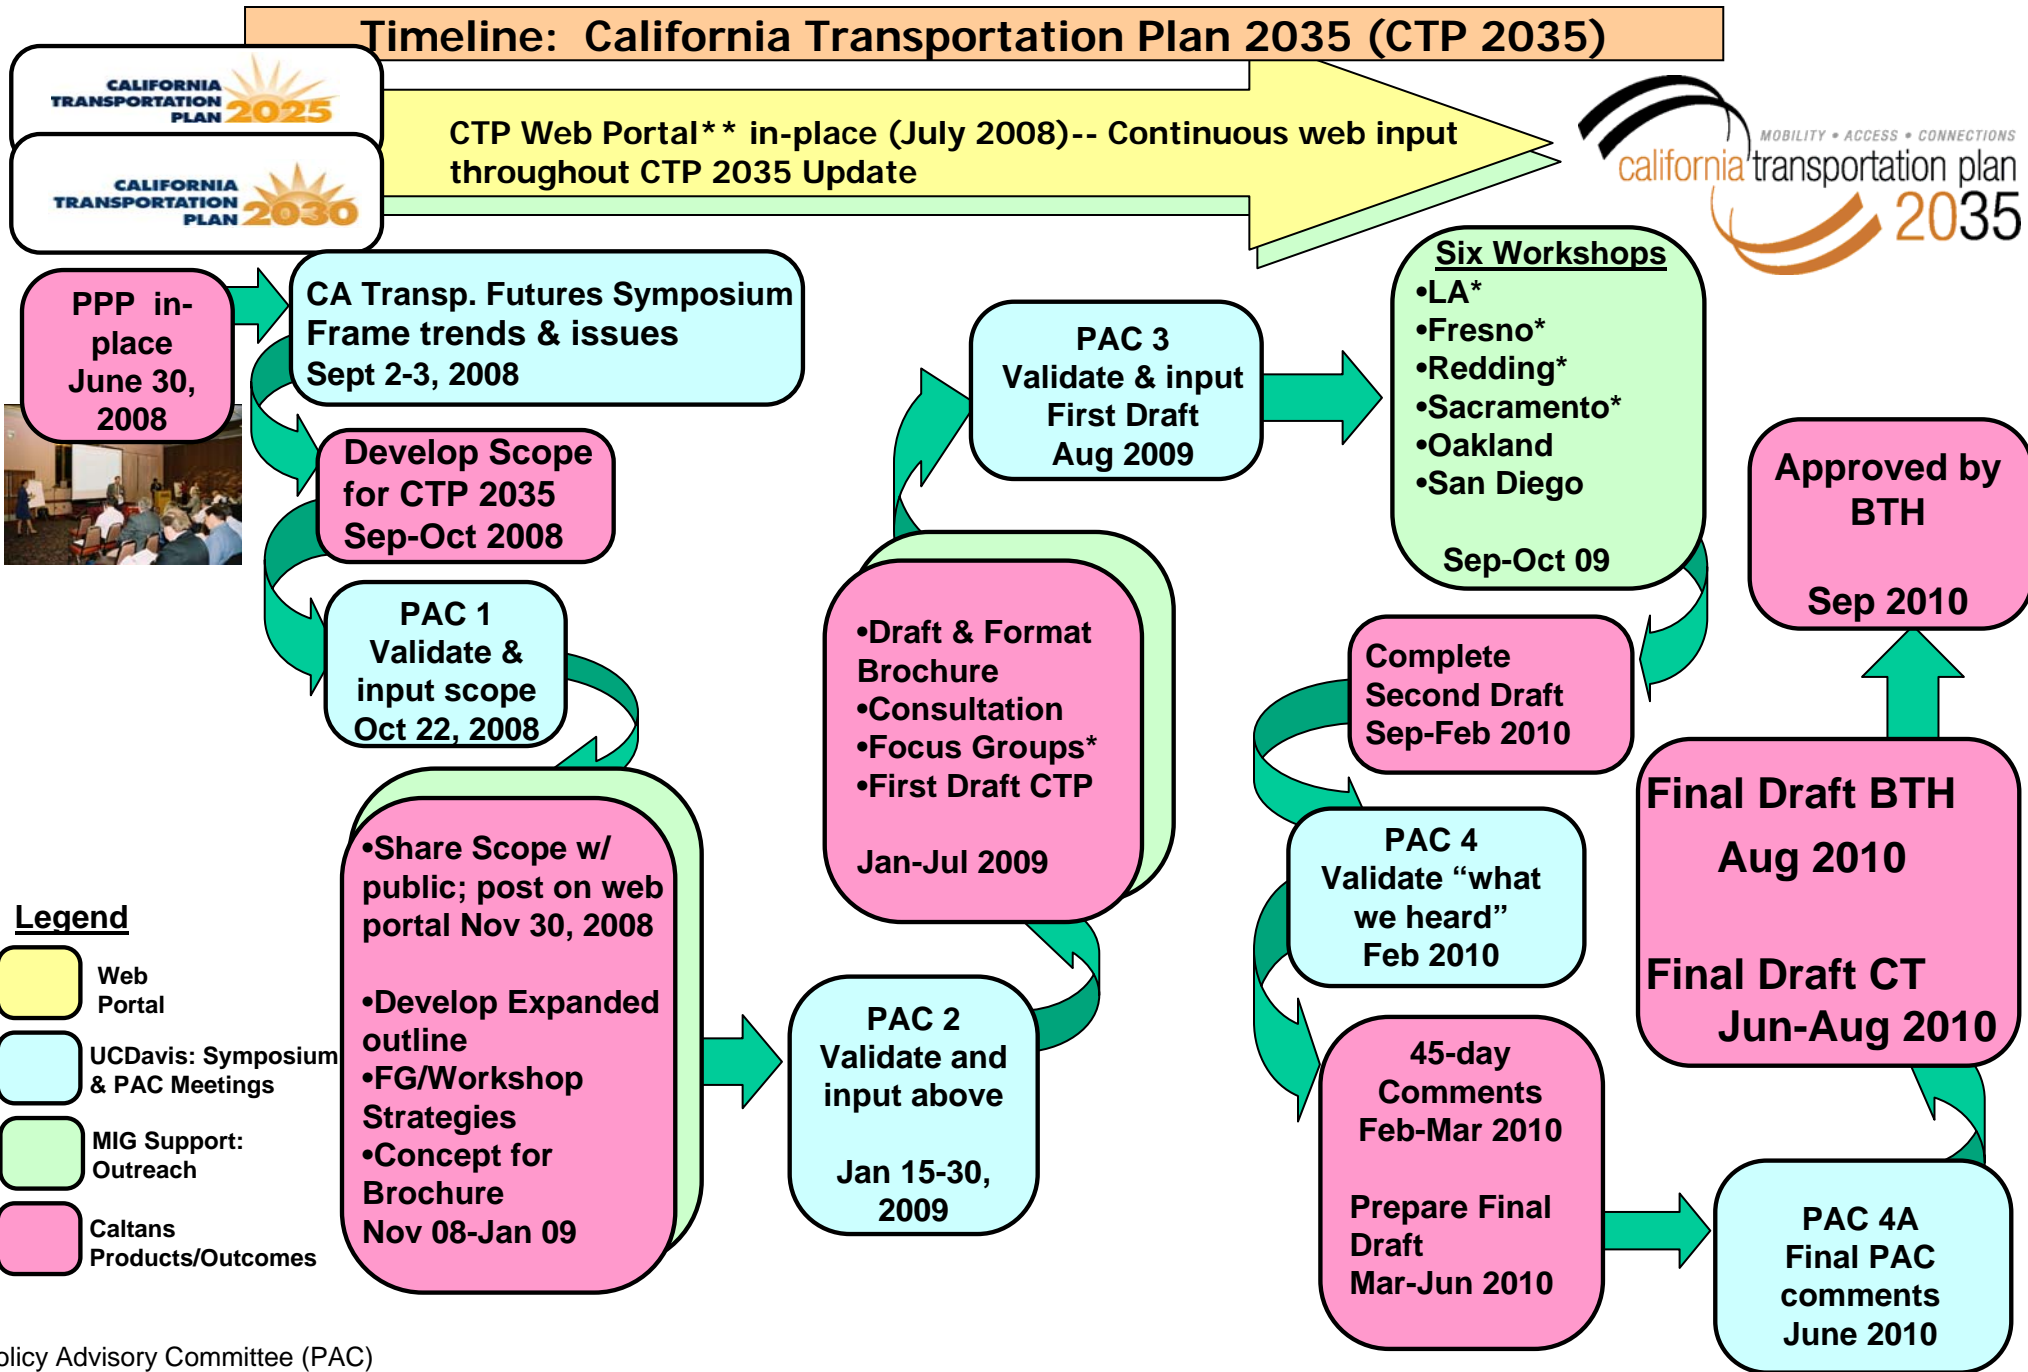 Timeline: California Transportation Plan 2035 (CTP 2035)
CALIFORNIA
TRANSPORTATION
PLAN 2025
CALIFORNIA
TRANSPORTATION
PLAN 2030
CTP Web Portal** in-place (July 2008)-- Continuous web input
throughout CTP 2035 Update
MOBILITY • ACCESS • CONNECTIONS
california transportation plan
2035
PPP in-
place
June 30,
2008
CA Transp. Futures Symposium
Frame trends & issues
Sept 2-3, 2008
Develop Scope
for CTP 2035
Sep-Oct 2008
PAC 1
Validate &
input scope
Oct 22, 2008
•Share Scope w/
public; post on web
portal Nov 30, 2008
•Develop Expanded
outline
•FG/Workshop
Strategies
•Concept for
Brochure
Nov 08-Jan 09
PAC 2
Validate and
input above
Jan 15-30,
2009
•Draft & Format
Brochure
•Consultation
•Focus Groups*
•First Draft CTP
Jan-Jul 2009
PAC 3
Validate & input
First Draft
Aug 2009
Six Workshops
•LA*
•Fresno*
•Redding*
•Sacramento*
•Oakland
•San Diego
Sep-Oct 09
Complete
Second Draft
Sep-Feb 2010
PAC 4
Validate “what
we heard”
Feb 2010
45-day
Comments
Feb-Mar 2010
Prepare Final
Draft
Mar-Jun 2010
PAC 4A
Final PAC
comments
June 2010
Final Draft BTH
Aug 2010
Final Draft CT
Jun-Aug 2010
Approved by
BTH
Sep 2010
Legend
Web
Portal
UCDavis: Symposium
& PAC Meetings
MIG Support:
Outreach
Caltans
Products/Outcomes
olicy Advisory Committee (PAC)